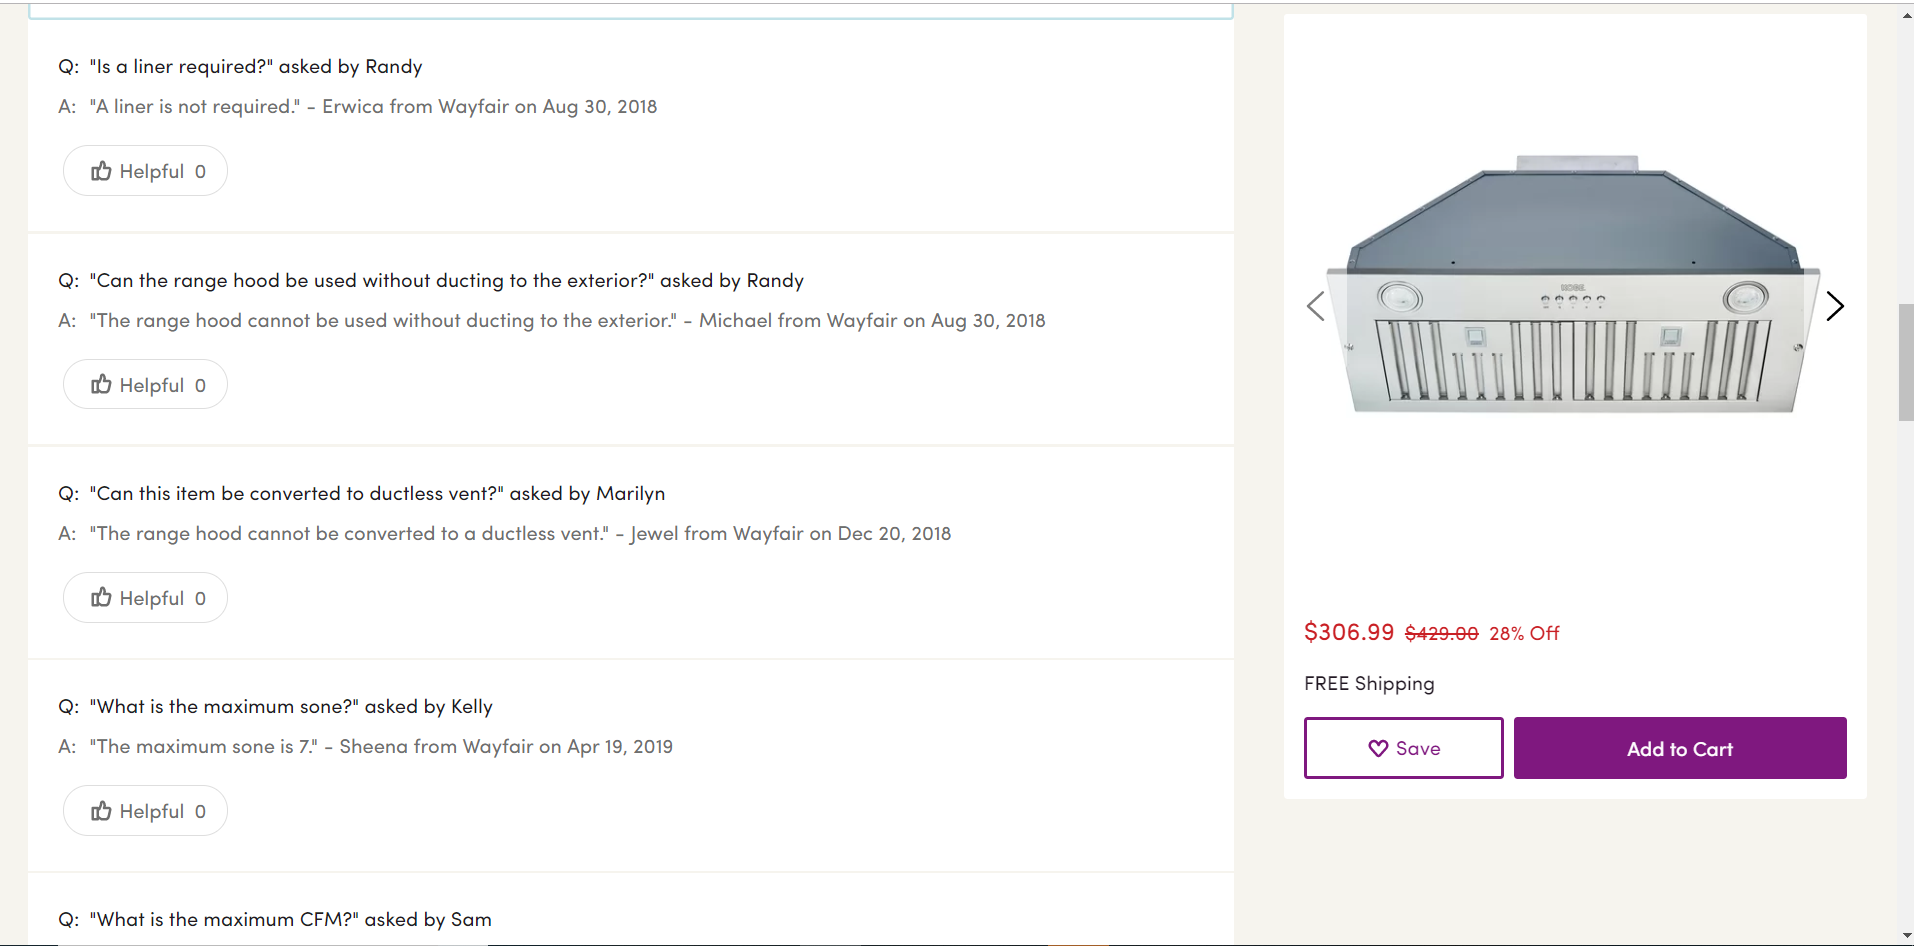 Q: "Is a liner required?" asked by Randy
A: "A liner is not required." - Erwica from Wayfair on Aug 30, 2018
Helpful 0
Q: "Can the range hood be used without ducting to the exterior?" asked by Randy
A: "The range hood cannot be used without ducting to the exterior." - Michael from Wayfair on Aug 30, 2018
Helpful 0
Q: "Can this item be converted to ductless vent?" asked by Marilyn
A: "The range hood cannot be converted to a ductless vent." - Jewel from Wayfair on Dec 20, 2018
Helpful 0
Q: "What is the maximum sone?" asked by Kelly
A: "The maximum sone is 7." - Sheena from Wayfair on Apr 19, 2019
Helpful 0
Q: "What is the maximum CFM?" asked by Sam
$306.99 $429.00 28% Off
FREE Shipping
Save
Add to Cart